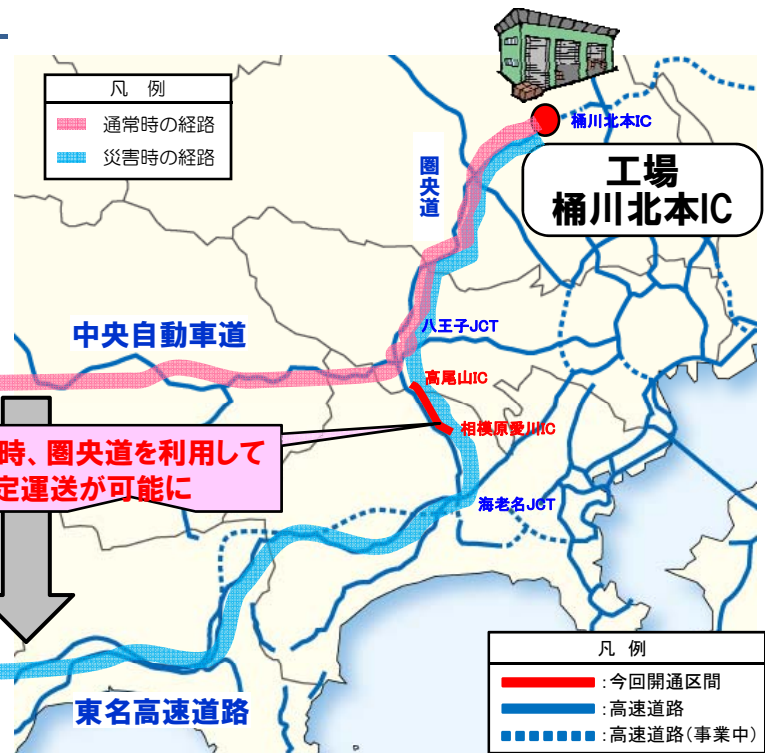 凡 例
通常時の経路
災害時の経路
桶川北本IC
工場
桶川北本IC
圏央道
八王子JCT
中央自動車道
高尾山IC
相模原愛川IC
時、圏央道を利用して
定運送が可能に
海老名JCT
東名高速道路
凡 例
:今回開通区間
:高速道路
:高速道路(事業中)